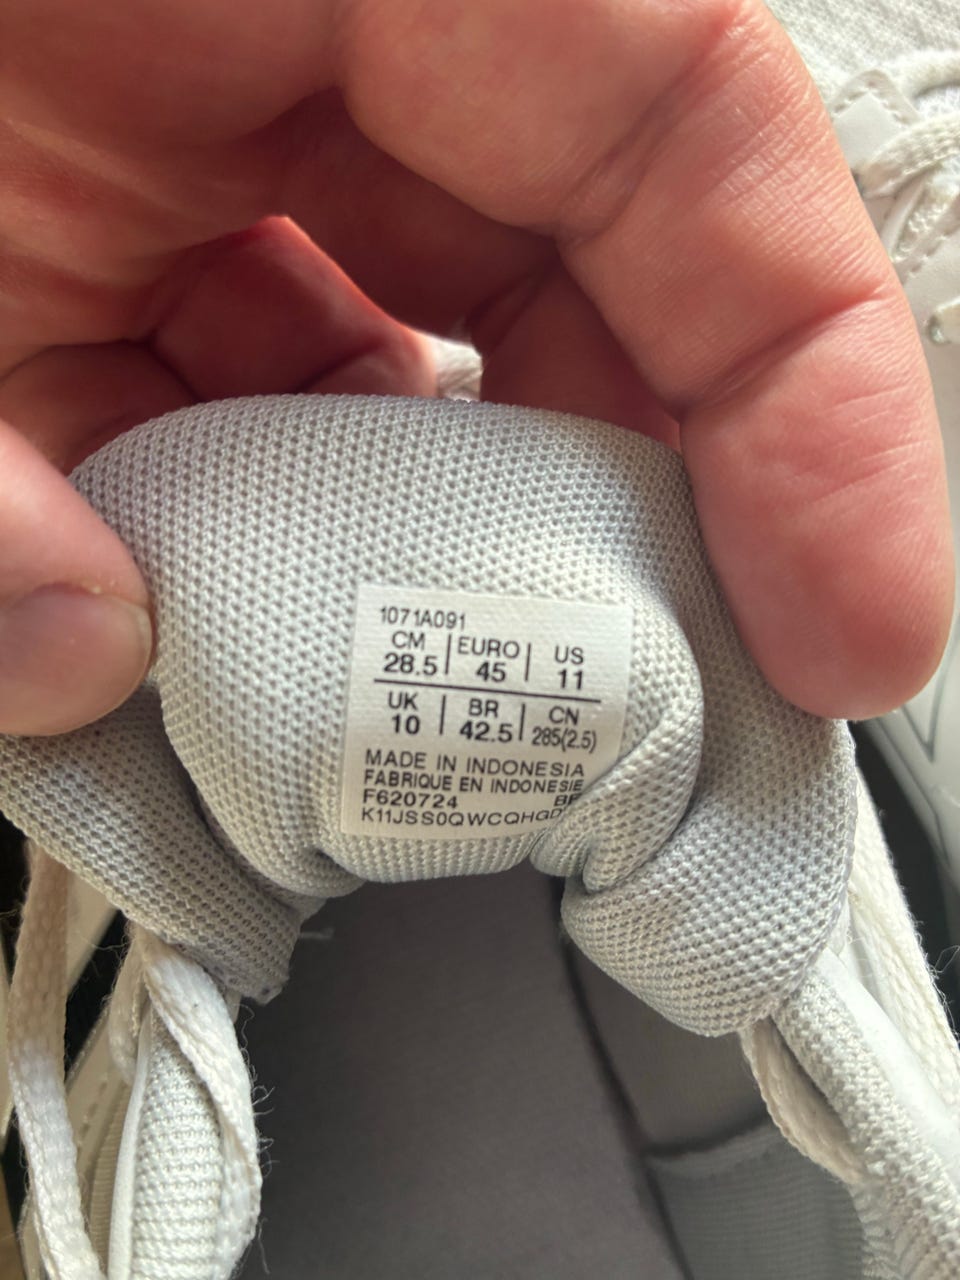 1071A091
CM | EURO | US
28.5 | 45 | 11
UK | BR | CN
10 | 42.5 | 285(2.5)
MADE IN INDONESIA
FABRIQUE EN INDONESIE
F620724